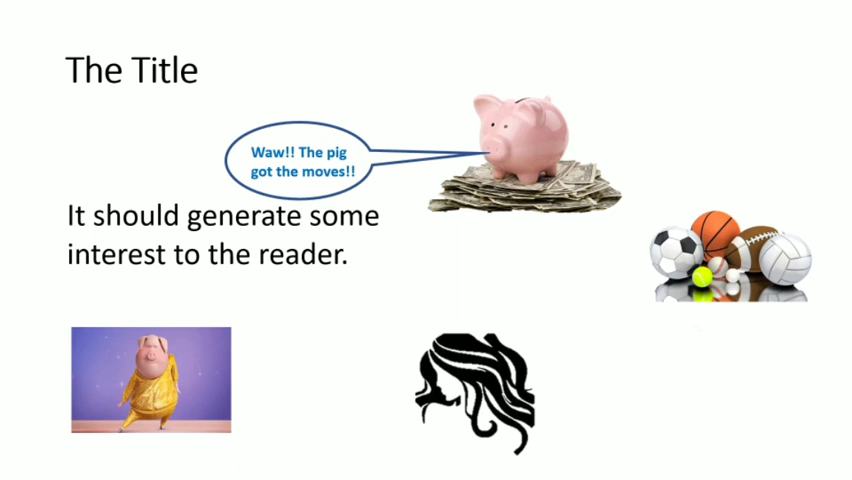 The Title
Waw!! The pig
got the moves!!
It should generate some
interest to the reader.